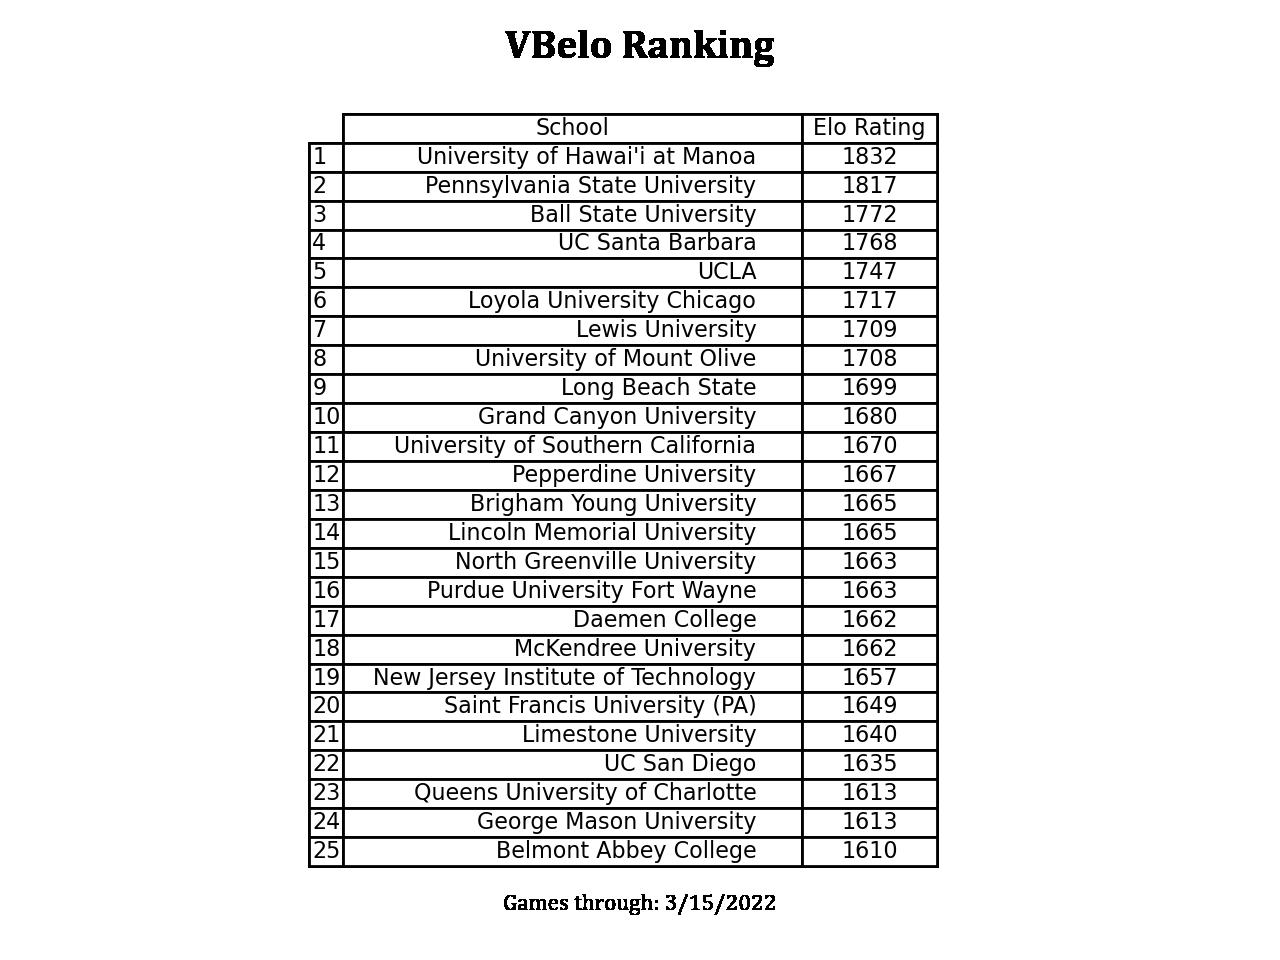 VBelo Ranking
School Elo Rating
1 University of Hawai'i at Manoa 1832
2 Pennsylvania State University 1817
3 Ball State University 1772
4 UC Santa Barbara 1768
5 UCLA 1747
6 Loyola University Chicago 1717
7 Lewis University 1709
8 University of Mount Olive 1708
9 Long Beach State 1699
10 Grand Canyon University 1680
11 University of Southern California 1670
12 Pepperdine University 1667
13 Brigham Young University 1665
14 Lincoln Memorial University 1665
15 North Greenville University 1663
16 Purdue University Fort Wayne 1663
17 Daemen College 1662
18 McKendree University 1662
19 New Jersey Institute of Technology 1657
20 Saint Francis University (PA) 1649
21 Limestone University 1640
22 UC San Diego 1635
23 Queens University of Charlotte 1613
24 George Mason University 1613
25 Belmont Abbey College 1610
Games through: 3/15/2022